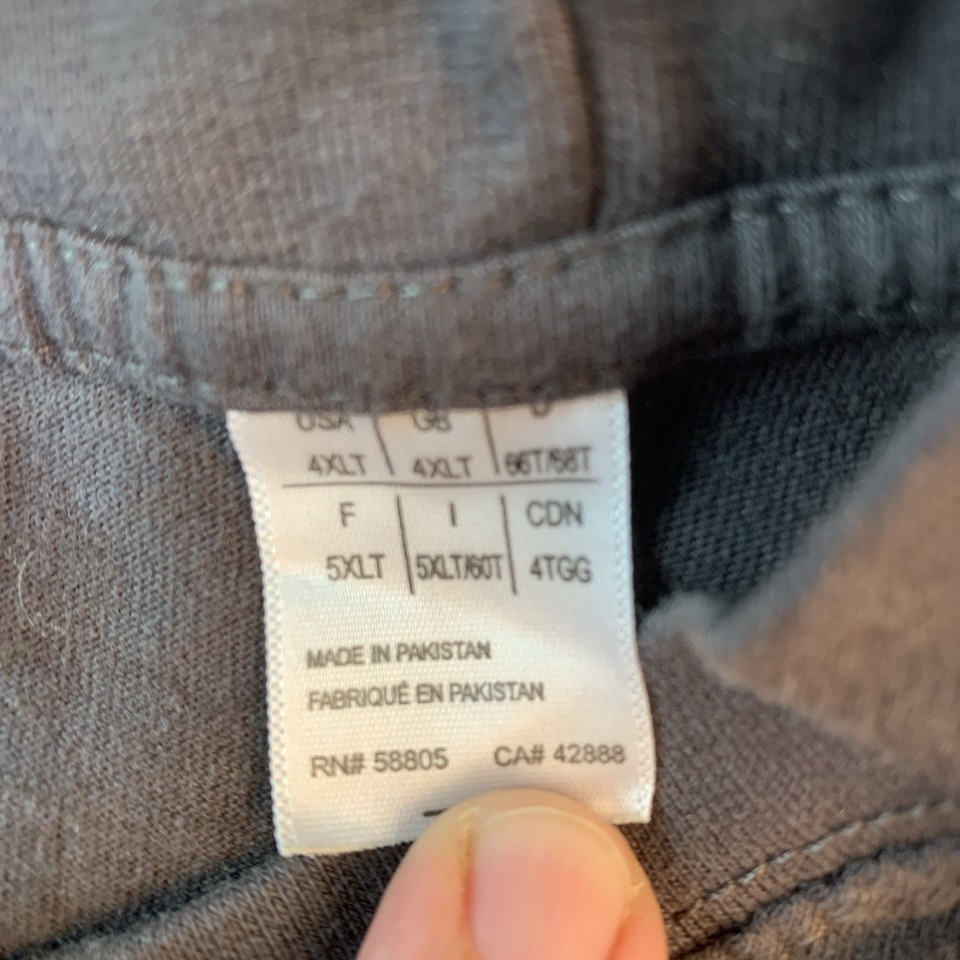 USA GB D
4XLT 4XLT 66T/68T
F I CDN
5XLT 5XLT/60T 4TGG
MADE IN PAKISTAN
FABRIQUÉ EN PAKISTAN
RN# 58805 CA# 42888